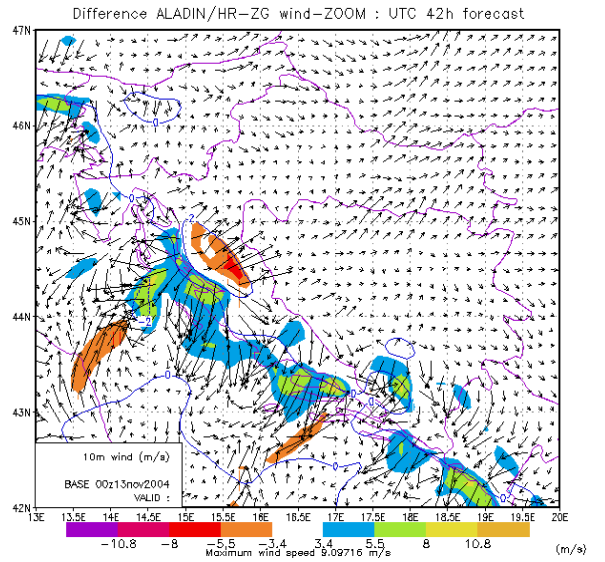 Difference ALADIN/HR-ZG wind-ZOOM : UTC 42h forecast
47N
46N
45N
44N
43N
42N
10m wind (m/s)
BASE 00z13nov2004
VALID :
13E 13.5E 14E 14.5E 15E 15.5E 16E 16.5E 17E 17.5E 18E 18.5E 19E 19.5E 20E
-10.8 -8 -5.5 -3.4 3.4 5.5 8 10.8 (m/s)
Maximum wind speed 9.09716 m/s